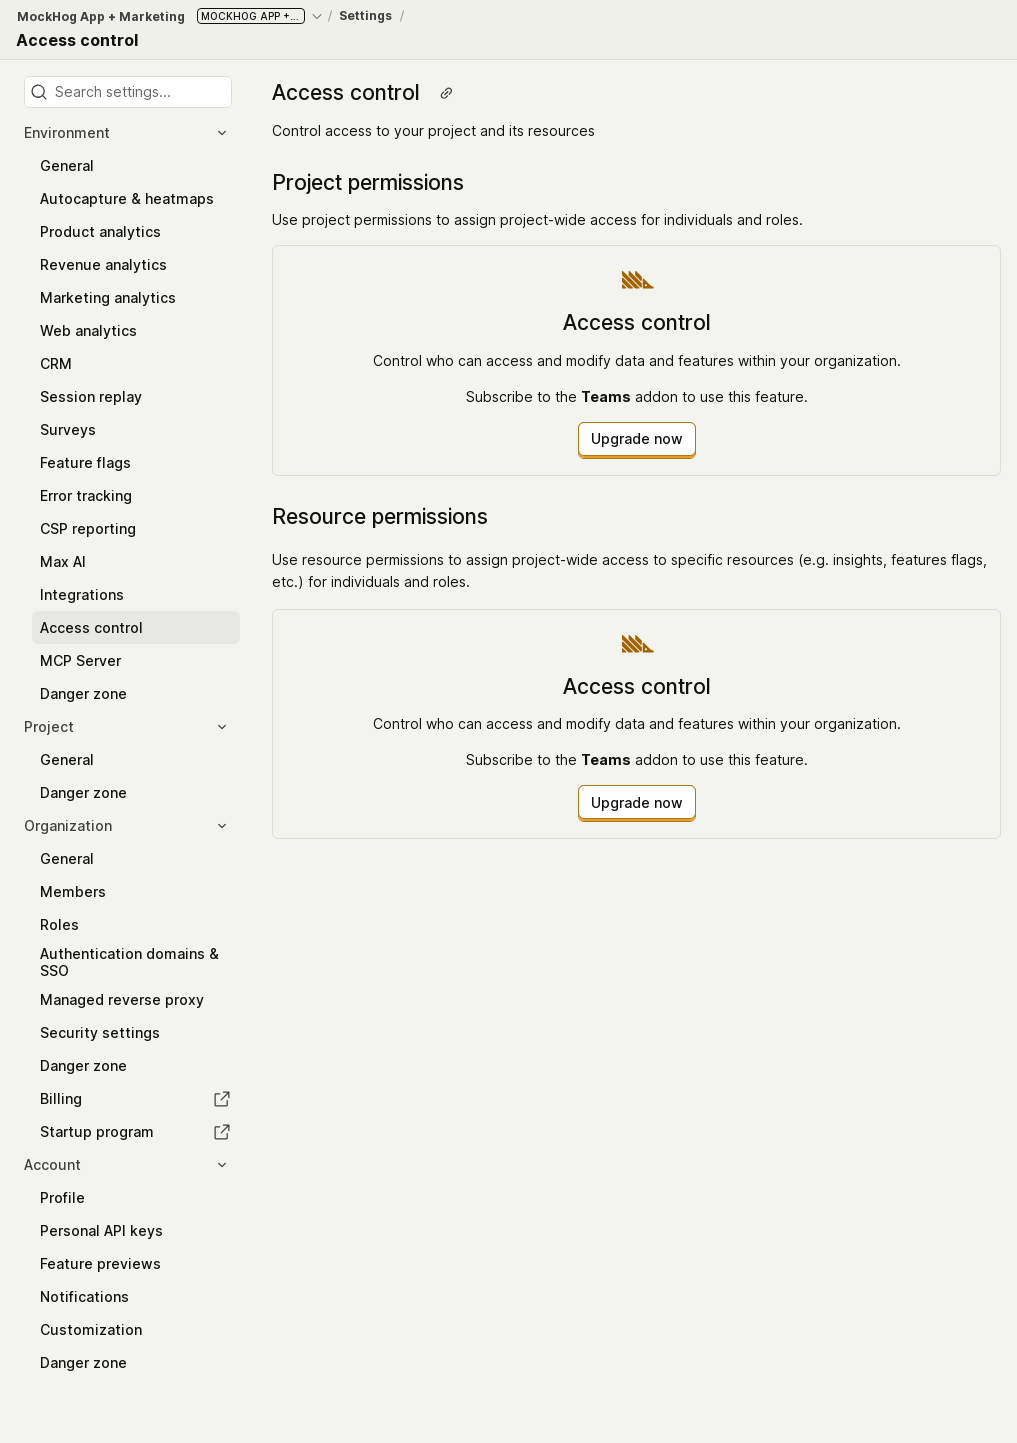 MockHog App + Marketing MOCKHOG APP +... / Settings /
Access control
Search settings...
Environment
General
Autocapture & heatmaps
Product analytics
Revenue analytics
Marketing analytics
Web analytics
CRM
Session replay
Surveys
Feature flags
Error tracking
CSP reporting
Max AI
Integrations
Access control
MCP Server
Danger zone
Project
General
Danger zone
Organization
General
Members
Roles
Authentication domains &
SSO
Managed reverse proxy
Security settings
Danger zone
Billing
Startup program
Account
Profile
Personal API keys
Feature previews
Notifications
Customization
Danger zone
Access control
Control access to your project and its resources
Project permissions
Use project permissions to assign project-wide access for individuals and roles.
Access control
Control who can access and modify data and features within your organization.
Subscribe to the Teams addon to use this feature.
Upgrade now
Resource permissions
Use resource permissions to assign project-wide access to specific resources (e.g. insights, features flags,
etc.) for individuals and roles.
Access control
Control who can access and modify data and features within your organization.
Subscribe to the Teams addon to use this feature.
Upgrade now